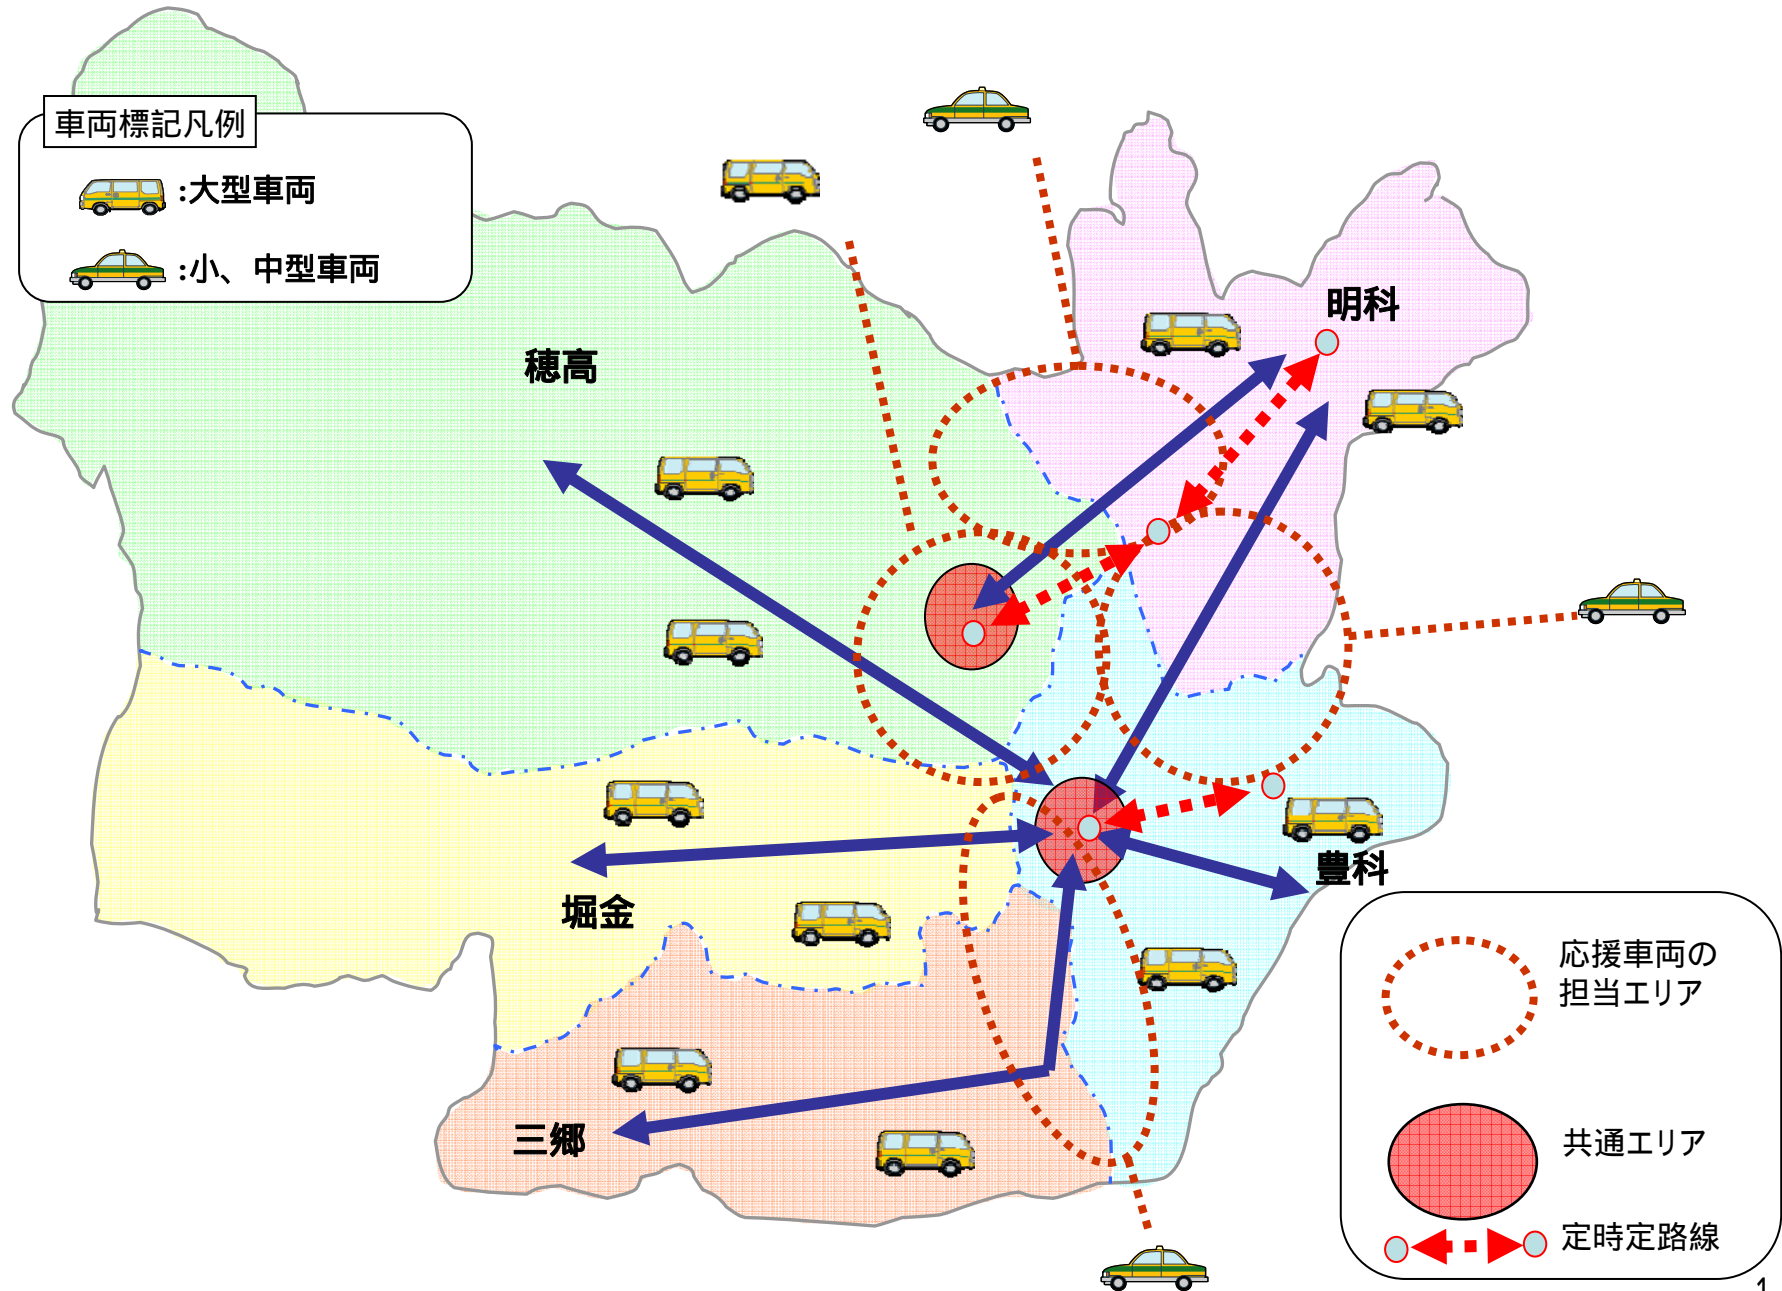 車両標記凡例
:大型車両
:小、中型車両
明科
穂高
豊科
堀金
三郷
応援車両の
担当エリア
共通エリア
定時定路線
1